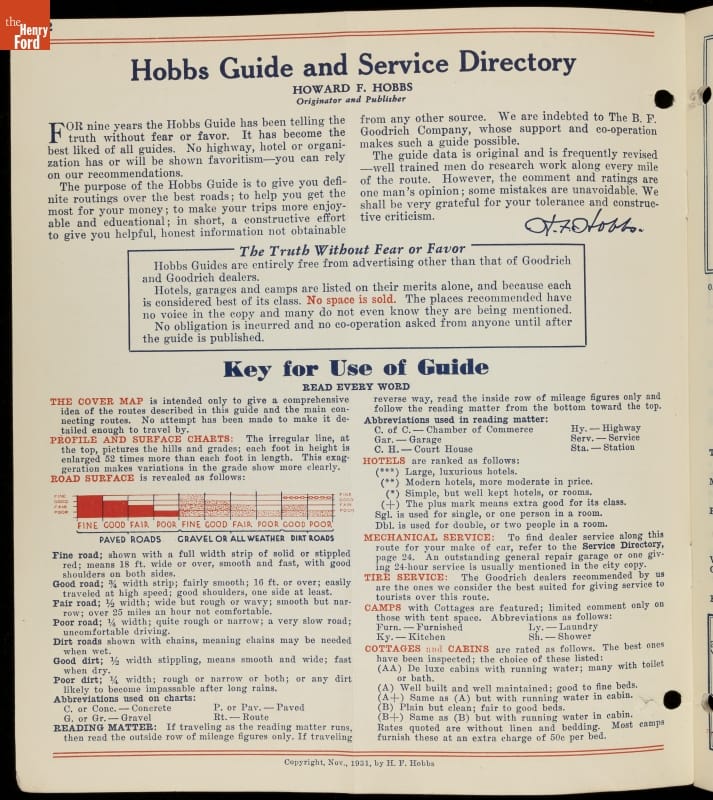 the
Henry
Ford
Hobbs Guide and Service Directory
HOWARD F. HOBBS
Originator and Publisher
FOR nine years the Hobbs Guide has been telling the
truth without fear or favor. It has become the
best liked of all guides. No highway, hotel or organi-
zation has or will be shown favoritism—you can rely
on our recommendations.
The purpose of the Hobbs Guide is to give you defi-
nite routings over the best roads; to help you get the
most for your money; to make your trips more enjoy-
able and educational; in short, a constructive effort
to give you helpful, honest information not obtainable
from any other source. We are indebted to The B. F.
Goodrich Company, whose support and co-operation
makes such a guide possible.
The guide data is original and is frequently revised
—well trained men do research work along every mile
of the route. However, the comment and ratings are
one man's opinion; some mistakes are unavoidable. We
shall be very grateful for your tolerance and construc-
tive criticism.
H. F. Hobbs.
The Truth Without Fear or Favor
Hobbs Guides are entirely free from advertising other than that of Goodrich
and Goodrich dealers.
Hotels, garages and camps are listed on their merits alone, and because each
is considered best of its class. No space is sold. The places recommended have
no voice in the copy and many do not even know they are being mentioned.
No obligation is incurred and no co-operation asked from anyone until after
the guide is published.
Key for Use of Guide
READ EVERY WORD
THE COVER MAP is intended only to give a comprehensive
idea of the routes described in this guide and the main con-
necting routes. No attempt has been made to make it de-
tailed enough to travel by.
PROFILE AND SURFACE CHARTS: The irregular line, at
the top, pictures the hills and grades; each foot in height is
enlarged 52 times more than each foot in length. This exag-
geration makes variations in the grade show more clearly.
ROAD SURFACE is revealed as follows:
FINE
GOOD
FAIR
POOR
FINE
GOOD
FAIR
POOR
FINE GOOD FAIR POOR FINE GOOD FAIR POOR GOOD POOR
PAVED ROADS GRAVEL OR ALL WEATHER DIRT ROADS
Fine road; shown with a full width strip of solid or stippled
red; means 18 ft. wide or over, smooth and fast, with good
shoulders on both sides.
Good road; ¾ width strip; fairly smooth; 16 ft. or over; easily
traveled at high speed; good shoulders, one side at least.
Fair road; ½ width; wide but rough or wavy; smooth but nar-
row; over 25 miles an hour not comfortable.
Poor road; ¼ width; quite rough or narrow; a very slow road;
uncomfortable driving.
Dirt roads shown with chains, meaning chains may be needed
when wet.
Good dirt; ½ width stippling, means smooth and wide; fast
when dry.
Poor dirt; ¼ width; rough or narrow or both; or any dirt
likely to become impassable after long rains.
Abbreviations used on charts:
C. or Conc.—Concrete P. or Pav.—Paved
G. or Gr.—Gravel Rt.—Route
READING MATTER: If traveling as the reading matter runs,
then read the outside row of mileage figures only. If traveling
reverse way, read the inside row of mileage figures only and
follow the reading matter from the bottom toward the top.
Abbreviations used in reading matter:
C. of C.—Chamber of Commerce Hy.—Highway
Gar.—Garage Serv.—Service
C. H.—Court House Sta.—Station
HOTELS are ranked as follows:
(***) Large, luxurious hotels.
(**) Modern hotels, more moderate in price.
(*) Simple, but well kept hotels, or rooms.
(+) The plus mark means extra good for its class.
Sgl. is used for single, or one person in a room.
Dbl. is used for double, or two people in a room.
MECHANICAL SERVICE: To find dealer service along this
route for your make of car, refer to the Service Directory,
page 24. An outstanding general repair garage or one giv-
ing 24-hour service is usually mentioned in the city copy.
TIRE SERVICE: The Goodrich dealers recommended by us
are the ones we consider the best suited for giving service to
tourists over this route.
CAMPS with Cottages are featured; limited comment only on
those with tent space. Abbreviations as follows:
Furn.—Furnished Ly.—Laundry
Ky.—Kitchen Sh.—Shower
COTTAGES and CABINS are rated as follows. The best ones
have been inspected; the choice of these listed:
(AA) De luxe cabins with running water; many with toilet
or bath.
(A) Well built and well maintained; good to fine beds.
(A+) Same as (A) but with running water in cabin.
(B) Plain but clean; fair to good beds.
(B+) Same as (B) but with running water in cabin.
Rates quoted are without linen and bedding. Most camps
furnish these at an extra charge of 50c per bed.
Copyright, Nov., 1931, by H. F. Hobbs